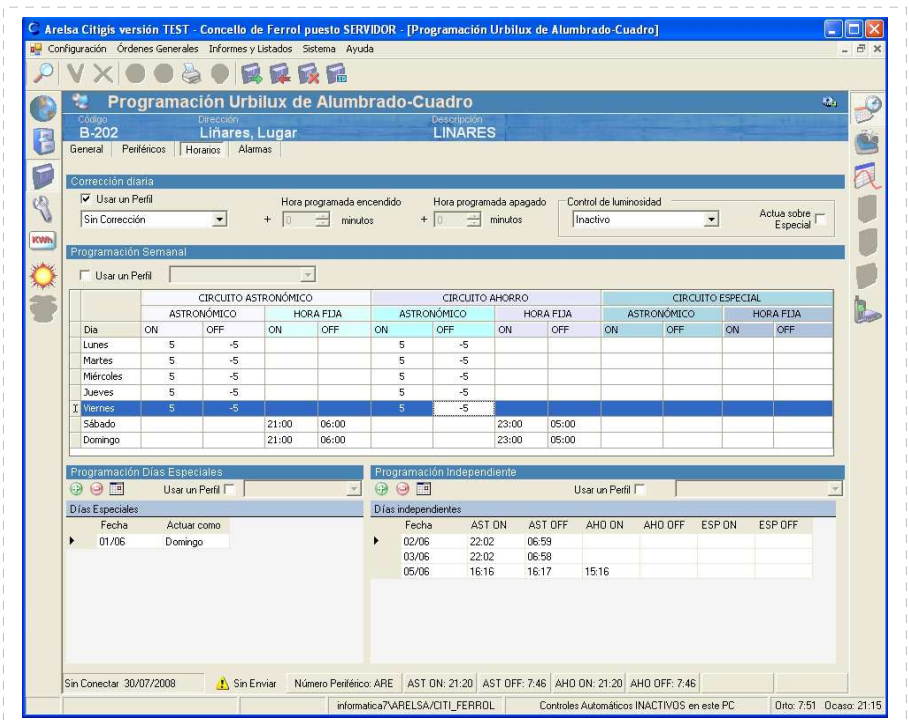 Arelsa Citigis versión TEST - Concello de Ferrol puesto SERVIDOR - [Programación Urbilux de Alumbrado-Cuadro]
Configuración Órdenes Generales Informes y Listados Sistema Ayuda
Programación Urbilux de Alumbrado-Cuadro
Código Dirección Descripción
B-202 Liñares, Lugar LINARES
General Periféricos Horarios Alarmas
Corrección diaria
Usar un Perfil Hora programada encendido Hora programada apagado Control de luminosidad
Sin Corrección + 0 minutos + 0 minutos Inactivo Actua sobre Especial
KWh
Programación Semanal
Usar un Perfil
CIRCUITO ASTRONÓMICO CIRCUITO AHORRO CIRCUITO ESPECIAL
ASTRONÓMICO HORA FIJA ASTRONÓMICO HORA FIJA ASTRONÓMICO HORA FIJA
Dia ON OFF ON OFF ON OFF ON OFF ON OFF ON OFF
Lunes 5 -5 5 -5
Martes 5 -5 5 -5
Miércoles 5 -5 5 -5
Jueves 5 -5 5 -5
Viernes 5 -5 5 -5
Sábado 21:00 06:00 23:00 05:00
Domingo 21:00 06:00 23:00 05:00
Programación Días Especiales Programación Independiente
Usar un Perfil Usar un Perfil
Días Especiales Días independientes
Fecha Actuar como Fecha AST ON AST OFF AHO ON AHO OFF ESP ON ESP OFF
01/06 Domingo 02/06 22:02 06:59
03/06 22:02 06:58
05/06 16:16 16:17 15:16
Sin Conectar 30/07/2008 Sin Enviar Número Periférico: ARE AST ON: 21:20 AST OFF: 7:46 AHO ON: 21:20 AHO OFF: 7:46
informatica7\ARELSA/CITI_FERROL Controles Automáticos INACTIVOS en este PC Orto: 7:51 Ocaso: 21:15